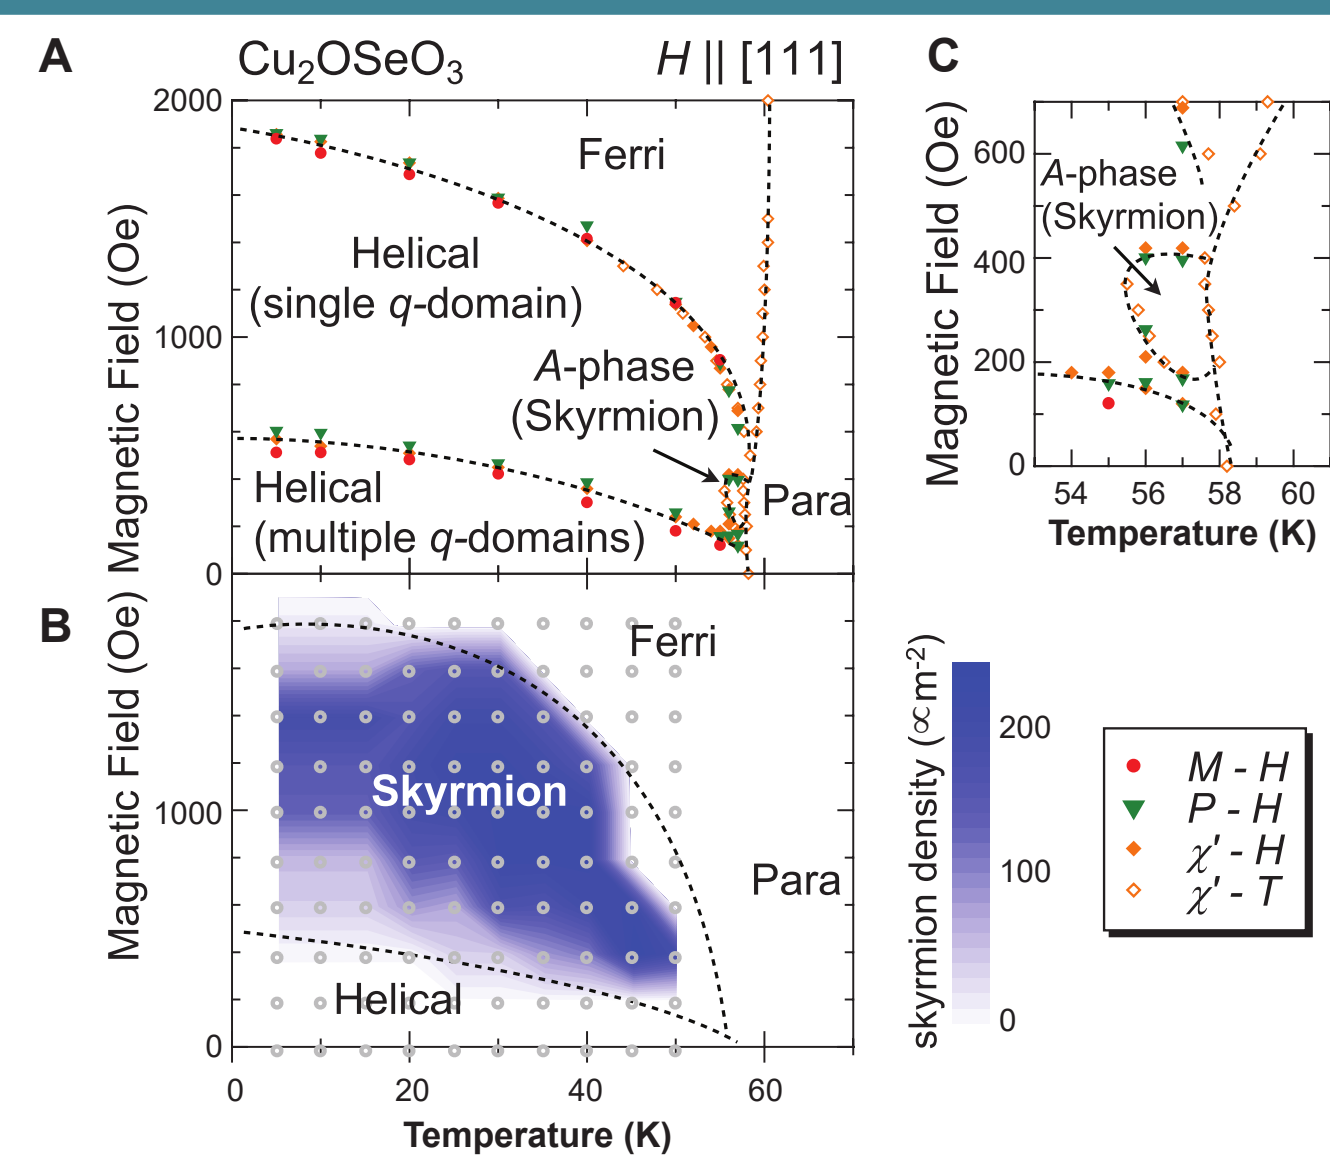 A
Cu₂OSeO₃
H || [111]
2000
1000
0
Magnetic Field (Oe)
Ferri
Helical
(single q-domain)
A-phase
(Skyrmion)
Helical
(multiple q-domains)
Para
B
Magnetic Field (Oe)
1000
0
Ferri
Skyrmion
Para
Helical
0
20
40
60
Temperature (K)
C
Magnetic Field (Oe)
600
400
200
0
A-phase
(Skyrmion)
54
56
58
60
Temperature (K)
skyrmion density (∝m⁻²)
200
100
0
M - H
P - H
χ' - H
χ' - T